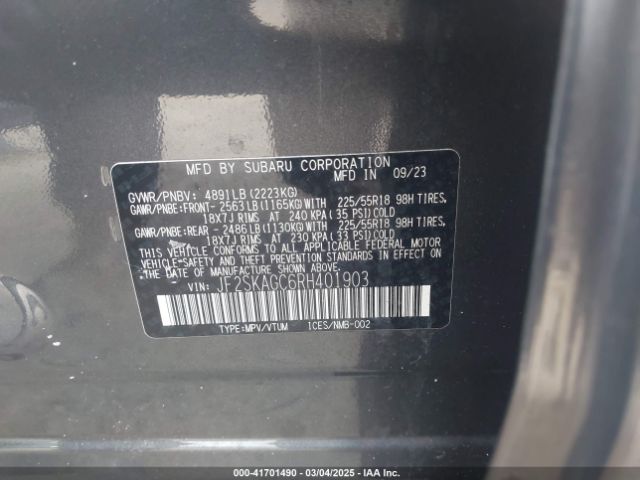 MFD BY SUBARU CORPORATION
MFD IN 09/23
GVWR/PNBV: 4891LB (2223KG)
GAWR/PNBE:FRONT-2563LB(1165KG)WITH 225/55R18 98H TIRES,
18X7J RIMS AT 240 KPA(35 PSI)COLD
GAWR/PNBE:REAR -2486LB(1130KG)WITH 225/55R18 98H TIRES,
18X7J RIMS AT 230 KPA(33 PSI)COLD
THIS VEHICLE CONFORMS TO ALL APPLICABLE FEDERAL MOTOR
VEHICLE-SAFETY BUMPER AND THEFT PREVENTION STANDARDS IN EFFECT
ON THE DATE OF MANUFACTURE SHOWN ABOVE.
VIN: JF2SKAGC6RH401903
TYPE:MPV/VTUM ICES/NMB-002
000-41701490 - 03/04/2025 - IAA Inc.